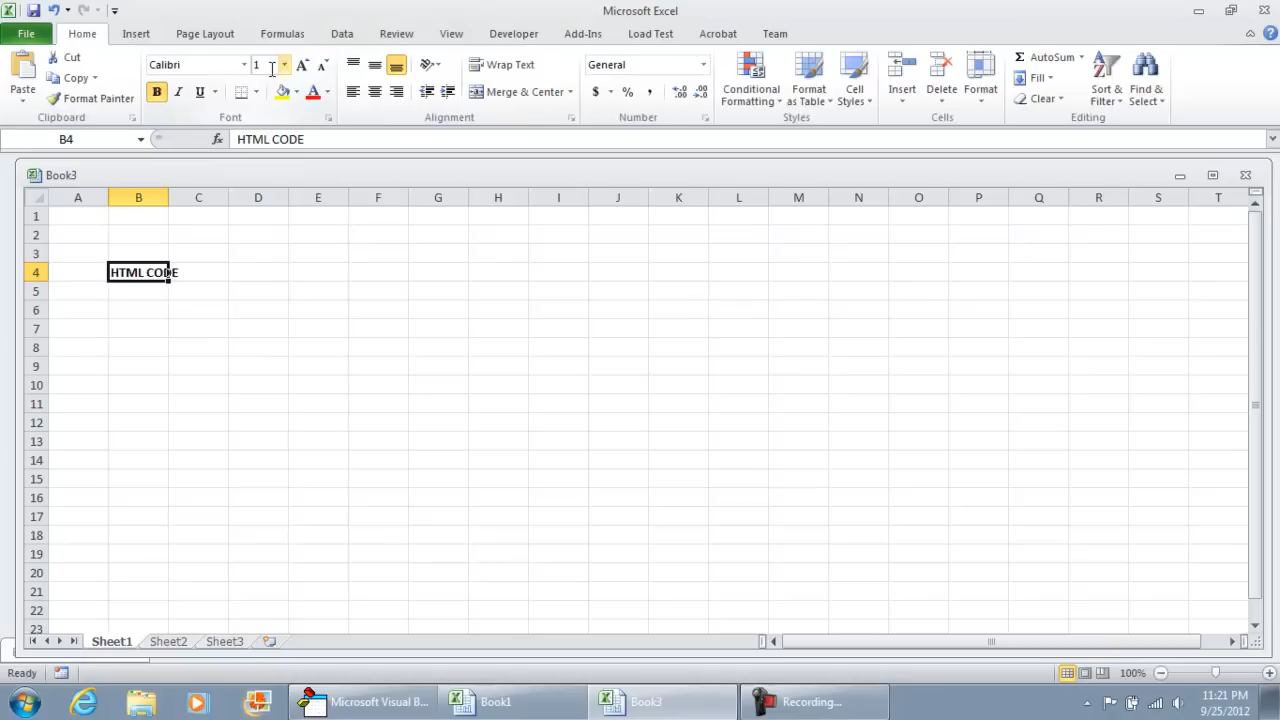 Microsoft Excel
File Home Insert Page Layout Formulas Data Review View Developer Add-Ins Load Test Acrobat Team
Paste
Cut
Copy
Format Painter
Clipboard
Calibri 1
B I U
Font
Wrap Text
Merge & Center
Alignment
General
$ % ,
Number
Conditional Formatting
Format as Table
Cell Styles
Styles
Insert Delete Format
Cells
AutoSum
Fill
Clear
Sort & Filter
Find & Select
Editing
B4 fx HTML CODE
Book3
A B C D E F G H I J K L M N O P Q R S T
1
2
3
4 HTML CODE
5
6
7
8
9
10
11
12
13
14
15
16
17
18
19
20
21
22
23
Sheet1 Sheet2 Sheet3
Ready 100%
Microsoft Visual B... Book1 Book3 Recording...
11:21 PM
9/25/2012